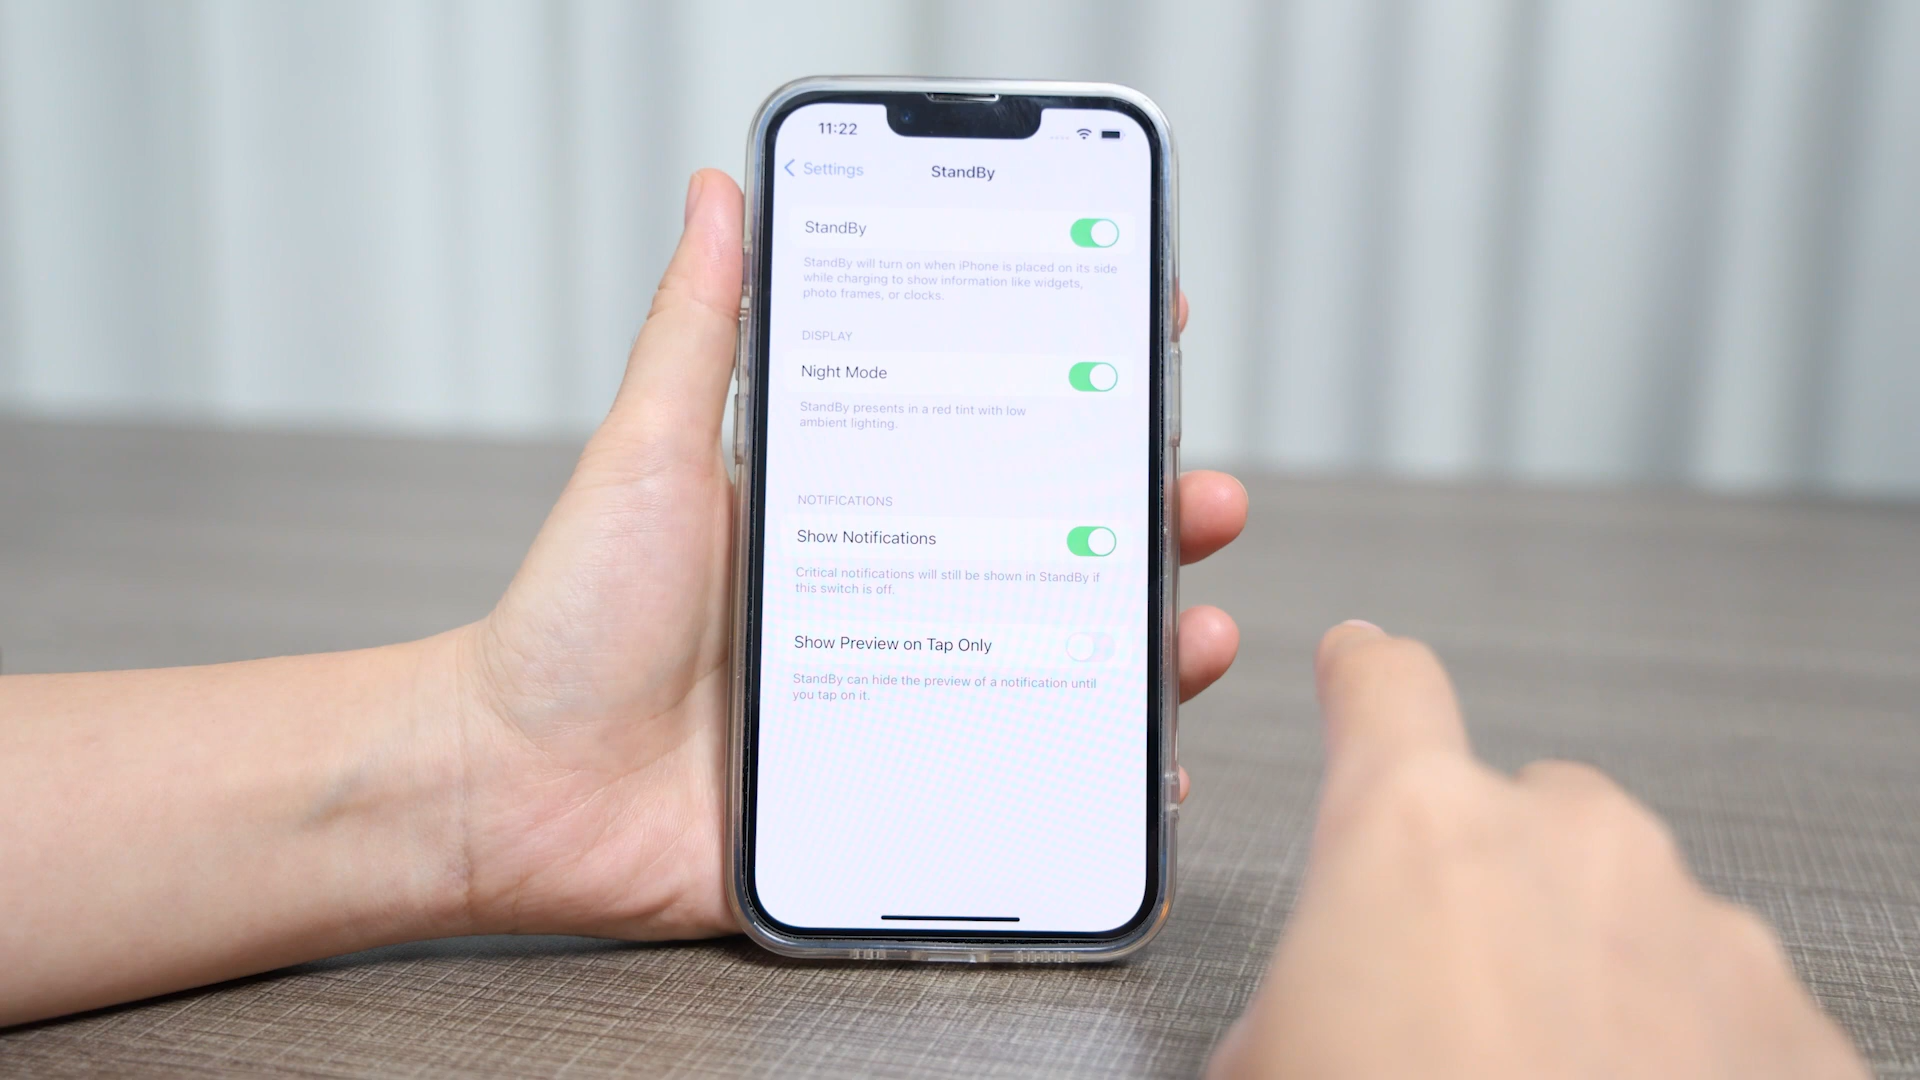 11:22
Settings
StandBy
StandBy
StandBy will turn on when iPhone is placed on its side
while charging to show information like widgets,
photo frames, or clocks.
DISPLAY
Night Mode
StandBy presents in a red tint with low
ambient lighting.
NOTIFICATIONS
Show Notifications
Critical notifications will still be shown in StandBy if
this switch is off.
Show Preview on Tap Only
StandBy can hide the preview of a notification until
you tap on it.